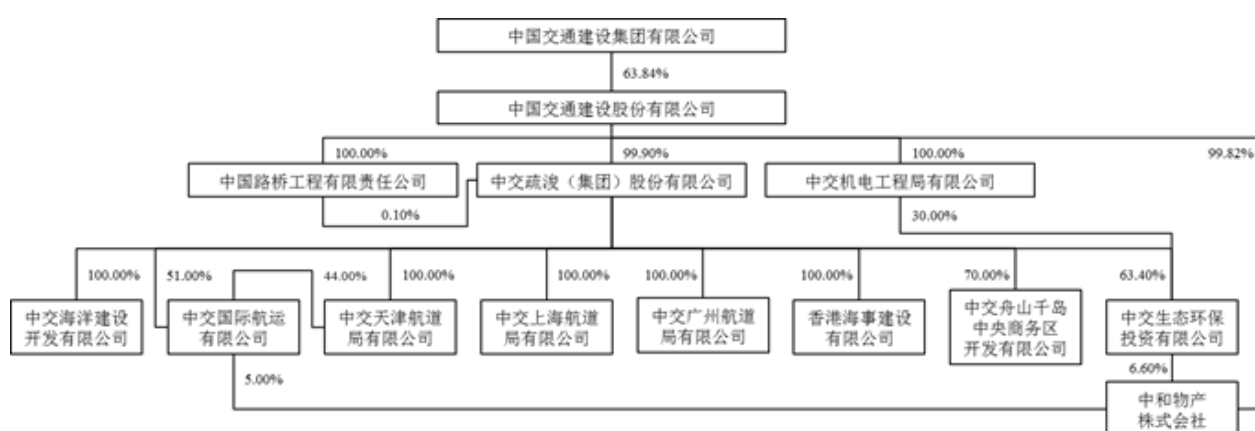 中国交通建设集团有限公司
63.84%
中国交通建设股份有限公司
100.00%
99.90%
100.00%
99.82%
中国路桥工程有限责任公司
中交疏浚（集团）股份有限公司
中交机电工程局有限公司
0.10%
30.00%
100.00%
51.00%
44.00%
100.00%
100.00%
100.00%
100.00%
70.00%
63.40%
中交海洋建设
开发有限公司
中交国际航运
有限公司
中交天津航道
局有限公司
中交上海航道
局有限公司
中交广州航道
局有限公司
香港海事建设
有限公司
中交舟山千岛
中央商务区
开发有限公司
中交生态环保
投资有限公司
5.00%
6.60%
中和物产
株式会社